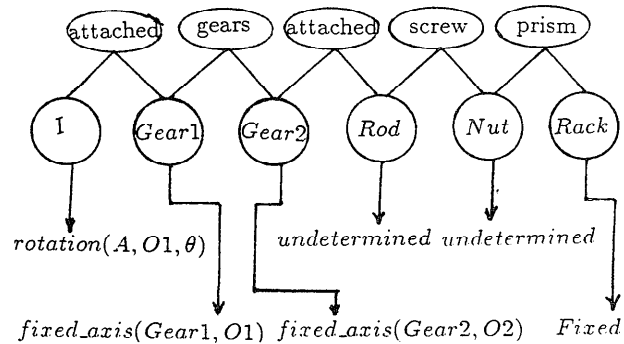 attached gears attached screw prism
I Gear1 Gear2 Rod Nut Rack
rotation(A, O1, θ) undetermined undetermined
fixed_axis(Gear1, O1) fixed_axis(Gear2, O2) Fixed